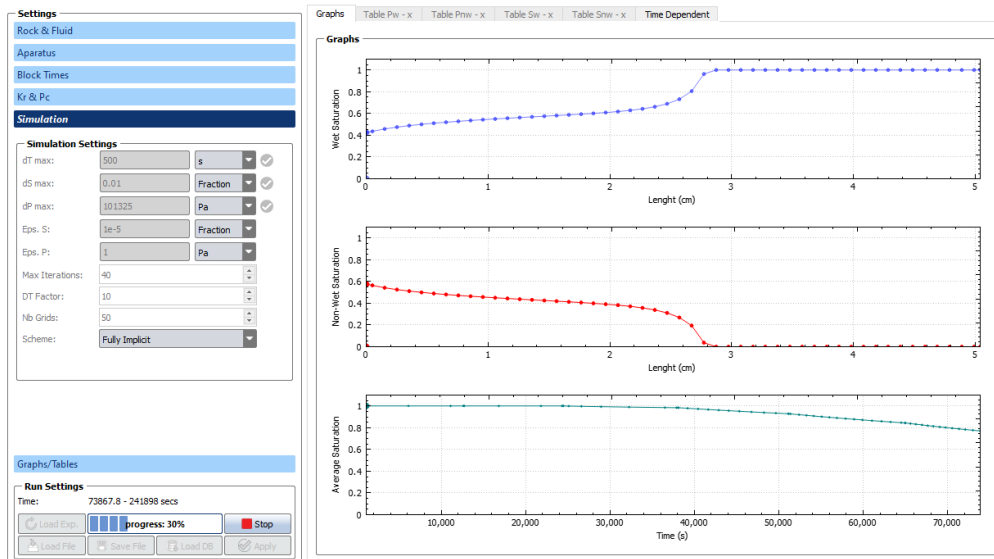 Settings
Rock & Fluid
Aparatus
Block Times
Kr & Pc
Simulation
Simulation Settings
dT max: 500 s
dS max: 0.01 Fraction
dP max: 101325 Pa
Eps. S: 1e-5 Fraction
Eps. P: 1 Pa
Max Iterations: 40
DT Factor: 10
Nb Grids: 50
Scheme: Fully Implicit
Graphs/Tables
Run Settings
Time: 73867.8 - 241898 secs
Load Exp. progress: 30% Stop
Load File Save File Load DB Apply
Graphs Table Pw - x Table Pnw - x Table Sw - x Table Snw - x Time Dependent
Graphs
Wet Saturation
1
0.8
0.6
0.4
0.2
0
0 1 2 3 4 5
Lenght (cm)
Non-Wet Saturation
1
0.8
0.6
0.4
0.2
0
0 1 2 3 4 5
Lenght (cm)
Average Saturation
1
0.8
0.6
0.4
0.2
0
10,000 20,000 30,000 40,000 50,000 60,000 70,000
Time (s)